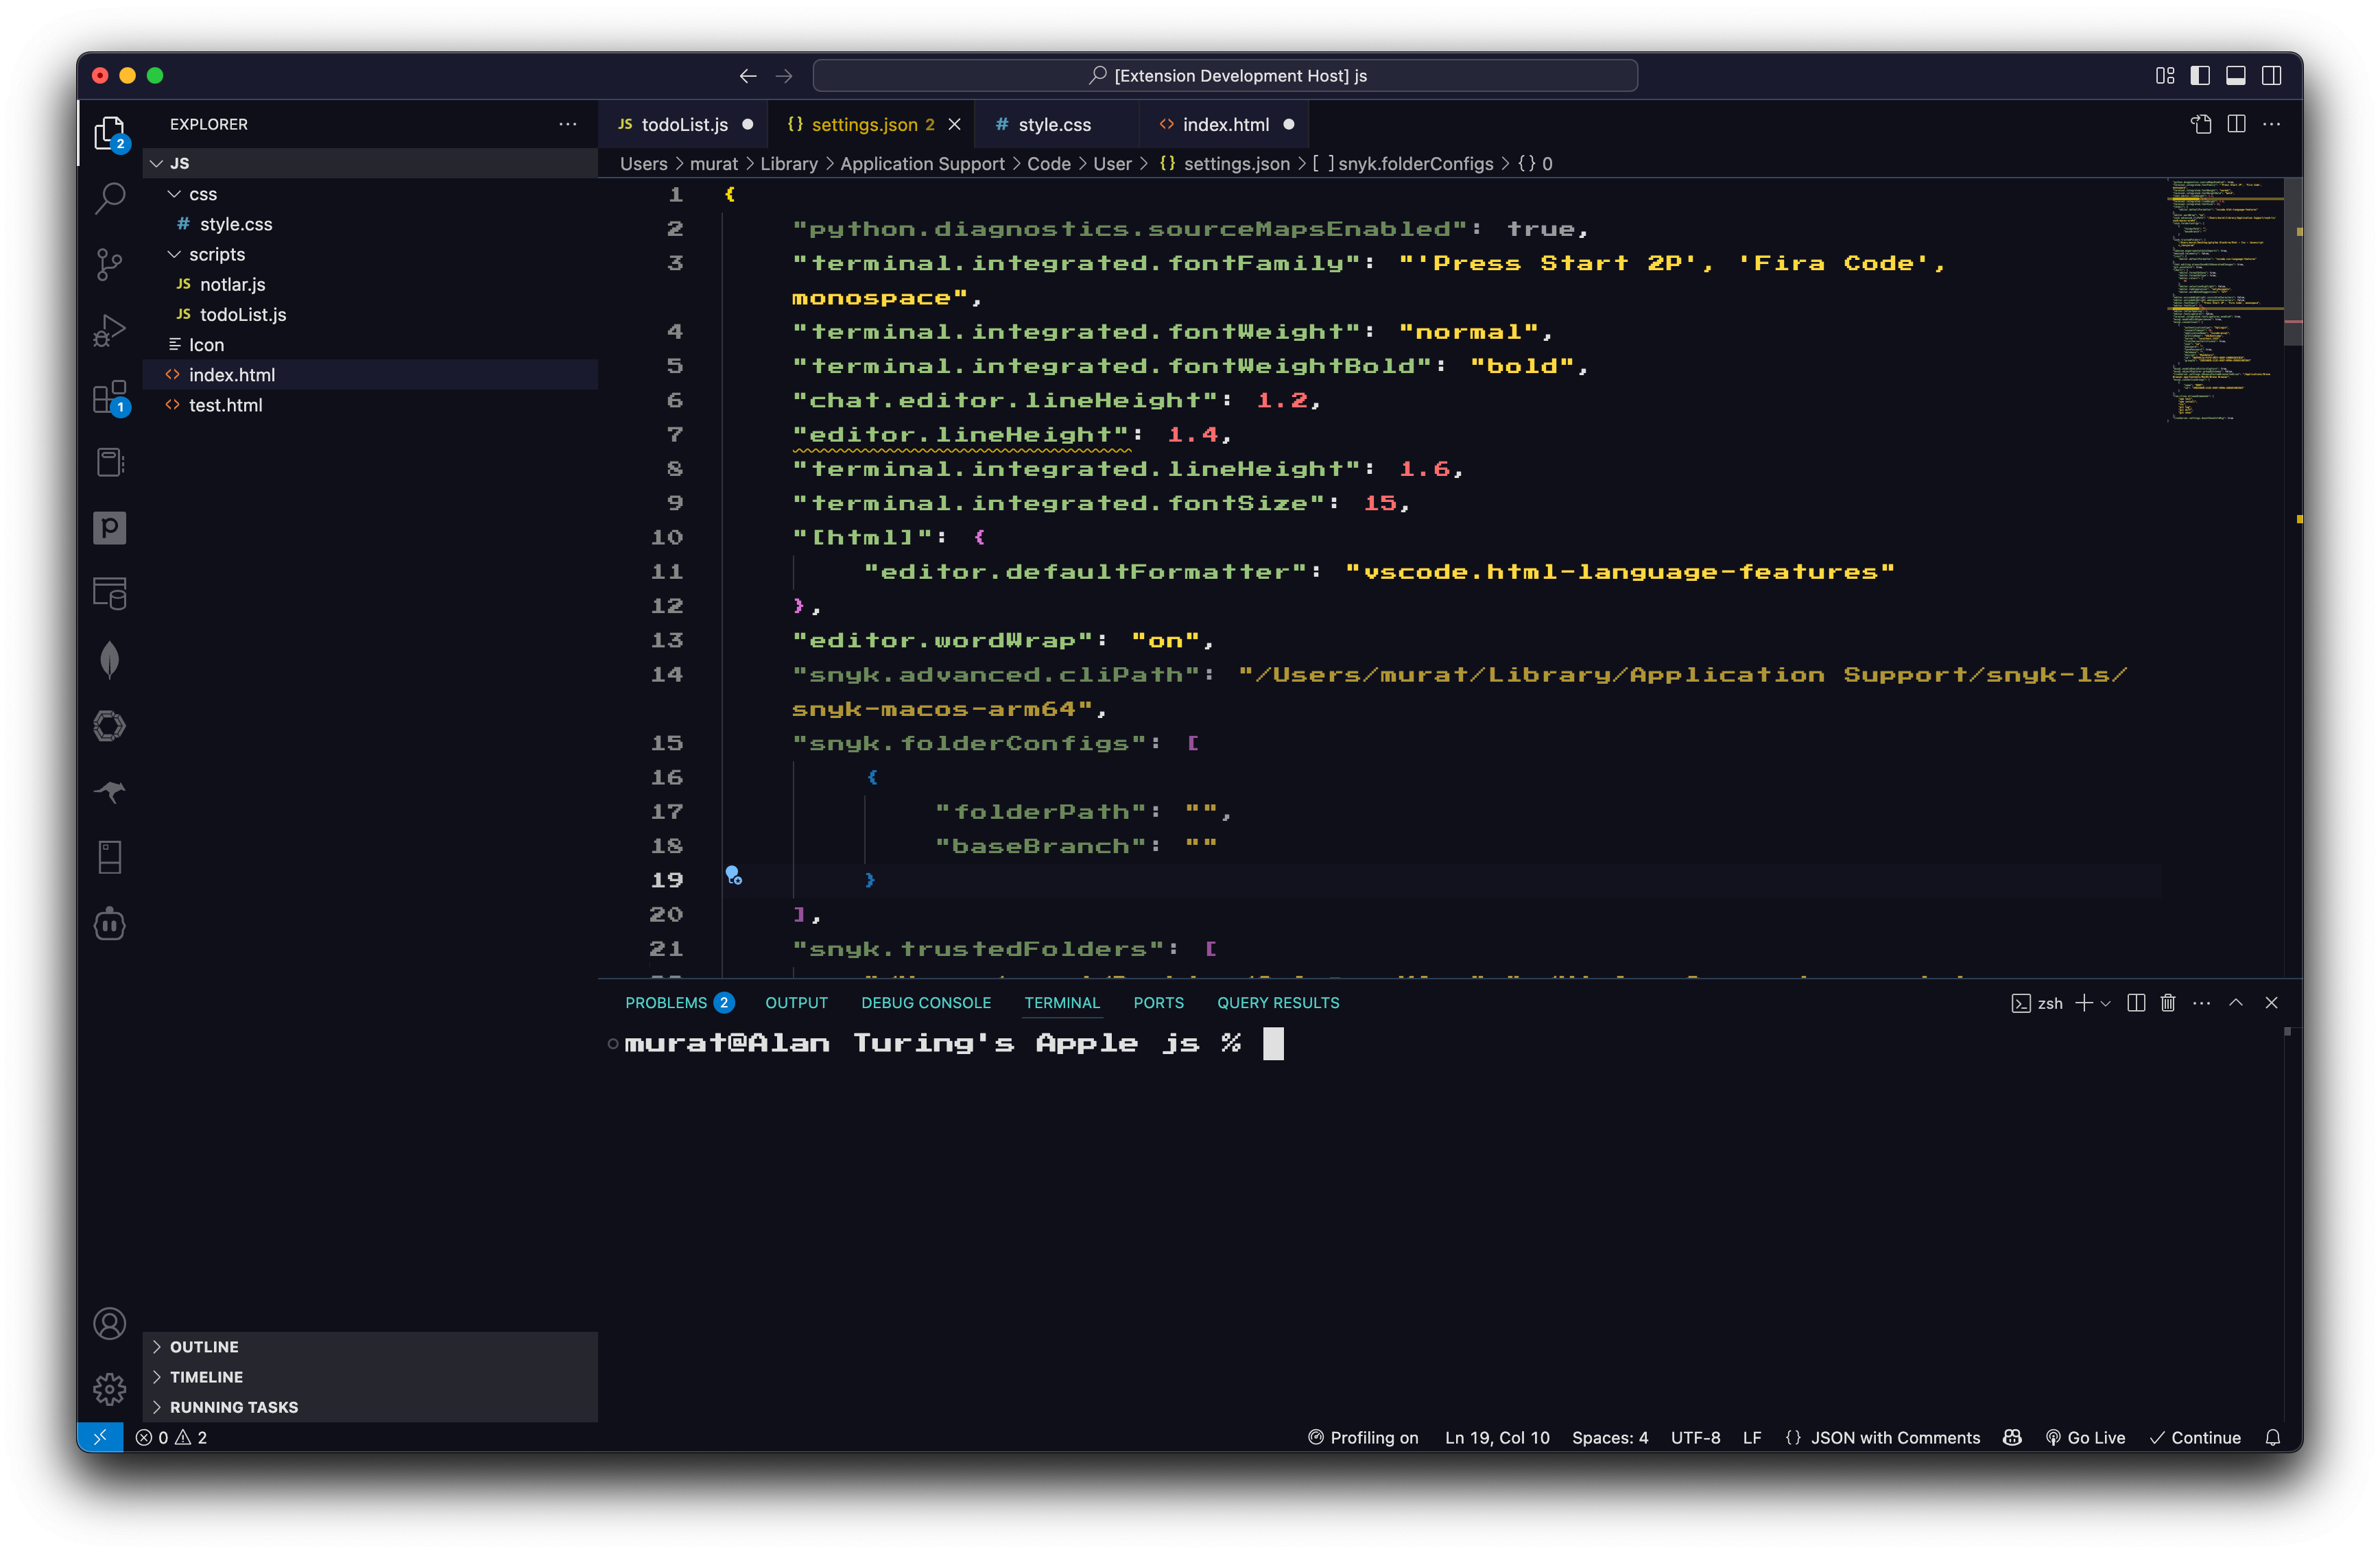 [Extension Development Host] js
EXPLORER
JS
css
# style.css
scripts
JS notlar.js
JS todoList.js
Icon
<> index.html
<> test.html
2
1
OUTLINE
TIMELINE
RUNNING TASKS
JS todoList.js
{} settings.json 2
# style.css
<> index.html
Users > murat > Library > Application Support > Code > User > {} settings.json > [ ] snyk.folderConfigs > {} 0
1 {
2 "python.diagnostics.sourceMapsEnabled": true,
3 "terminal.integrated.fontFamily": "'Press Start 2P', 'Fira Code',
monospace",
4 "terminal.integrated.fontWeight": "normal",
5 "terminal.integrated.fontWeightBold": "bold",
6 "chat.editor.lineHeight": 1.2,
7 "editor.lineHeight": 1.4,
8 "terminal.integrated.lineHeight": 1.6,
9 "terminal.integrated.fontSize": 15,
10 "[html]": {
11 "editor.defaultFormatter": "vscode.html-language-features"
12 },
13 "editor.wordWrap": "on",
14 "snyk.advanced.cliPath": "/Users/murat/Library/Application Support/snyk-ls/
snyk-macos-arm64",
15 "snyk.folderConfigs": [
16 {
17 "folderPath": "",
18 "baseBranch": ""
19 }
20 ],
21 "snyk.trustedFolders": [
PROBLEMS 2 OUTPUT DEBUG CONSOLE TERMINAL PORTS QUERY RESULTS
zsh
murat@Alan Turing's Apple js %
0 2
Profiling on Ln 19, Col 10 Spaces: 4 UTF-8 LF {} JSON with Comments Go Live Continue